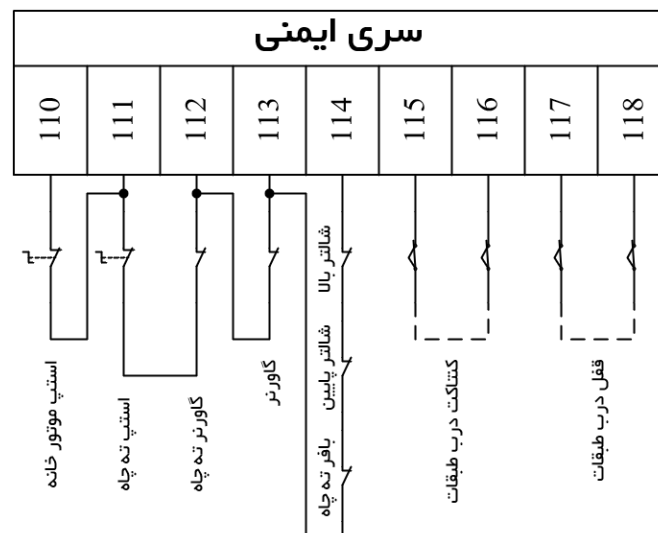 سری ایمنی
110
111
112
113
114
115
116
117
118
استپ موتور خانه
استپ ته چاه
گاورنر ته چاه
گاورنر
شالتر بالا
شالتر پایین
بافر ته چاه
کنتاکت درب طبقات
قفل درب طبقات